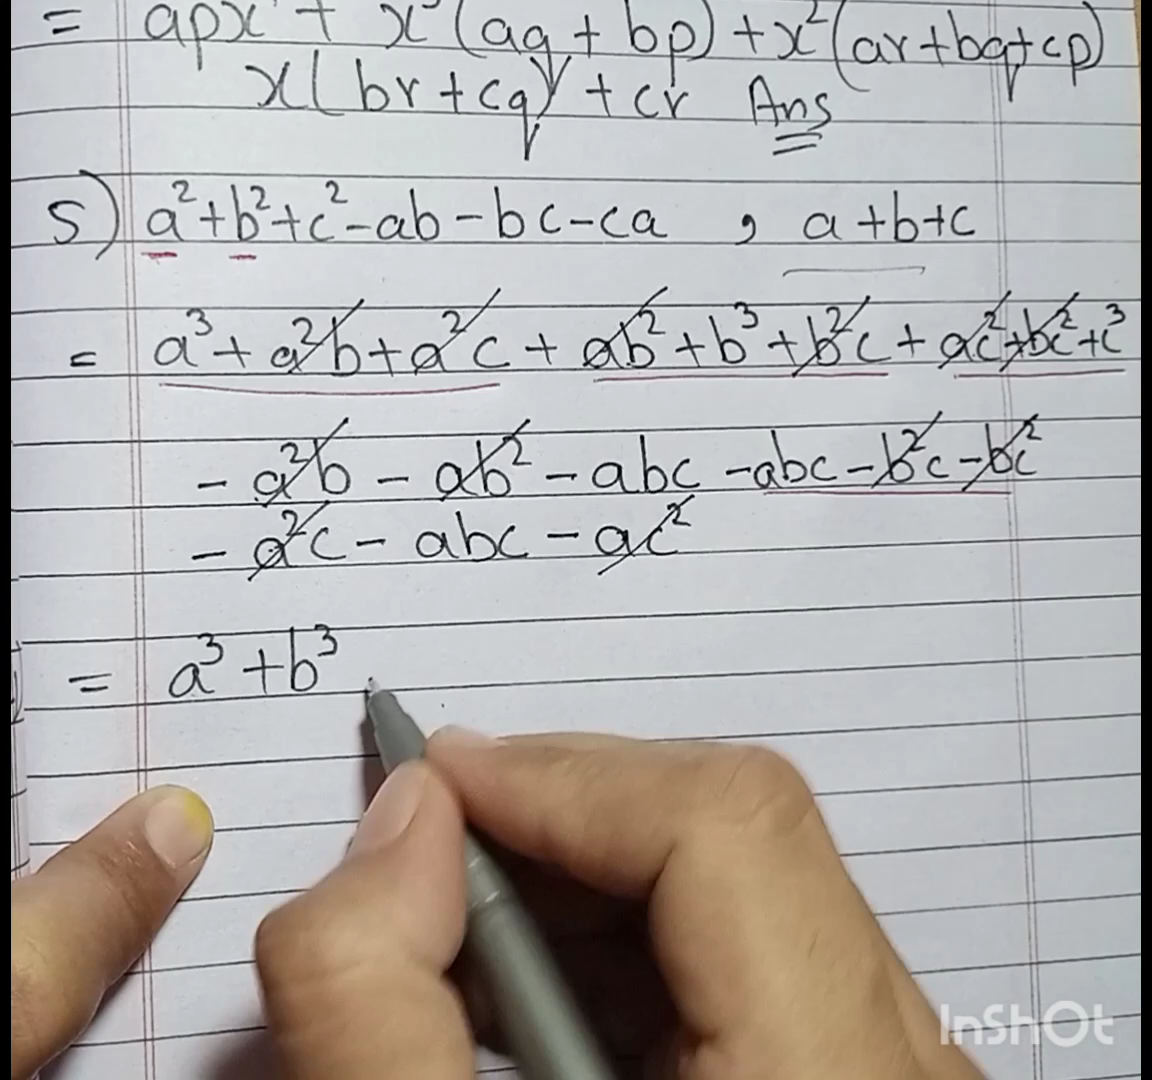 = apx⁴ + x³(aq + bp) + x²(ar + bq + cp)
x(br + cq) + cr Ans
5) a² + b² + c² - ab - bc - ca , a + b + c
= a³ + a²b + a²c + ab² + b³ + b²c + ac² + bc² + c³
- a²b - ab² - abc - abc - b²c - bc²
- a²c - abc - ac²
= a³ + b³
InShOt